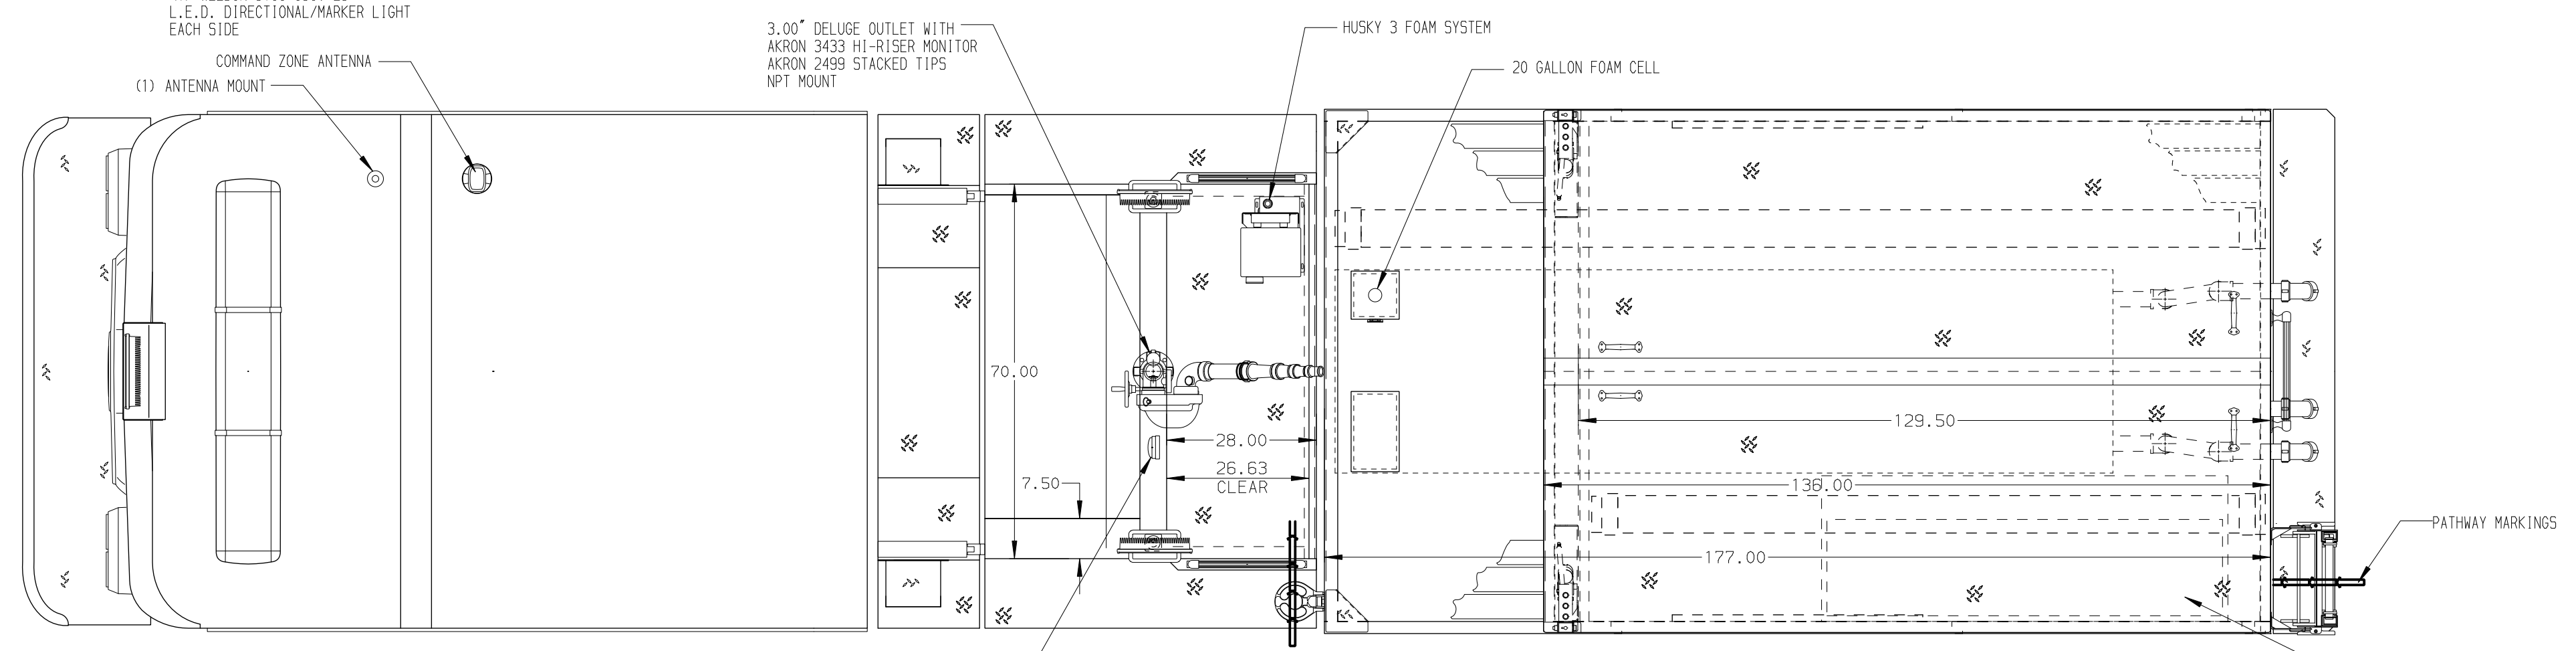 L.E.D. DIRECTIONAL/MARKER LIGHT
EACH SIDE
COMMAND ZONE ANTENNA
(1) ANTENNA MOUNT
3.00" DELUGE OUTLET WITH
AKRON 3433 HI-RISER MONITOR
AKRON 2499 STACKED TIPS
NPT MOUNT
HUSKY 3 FOAM SYSTEM
20 GALLON FOAM CELL
70.00
28.00
26.63
CLEAR
7.50
129.50
136.00
177.00
PATHWAY MARKINGS